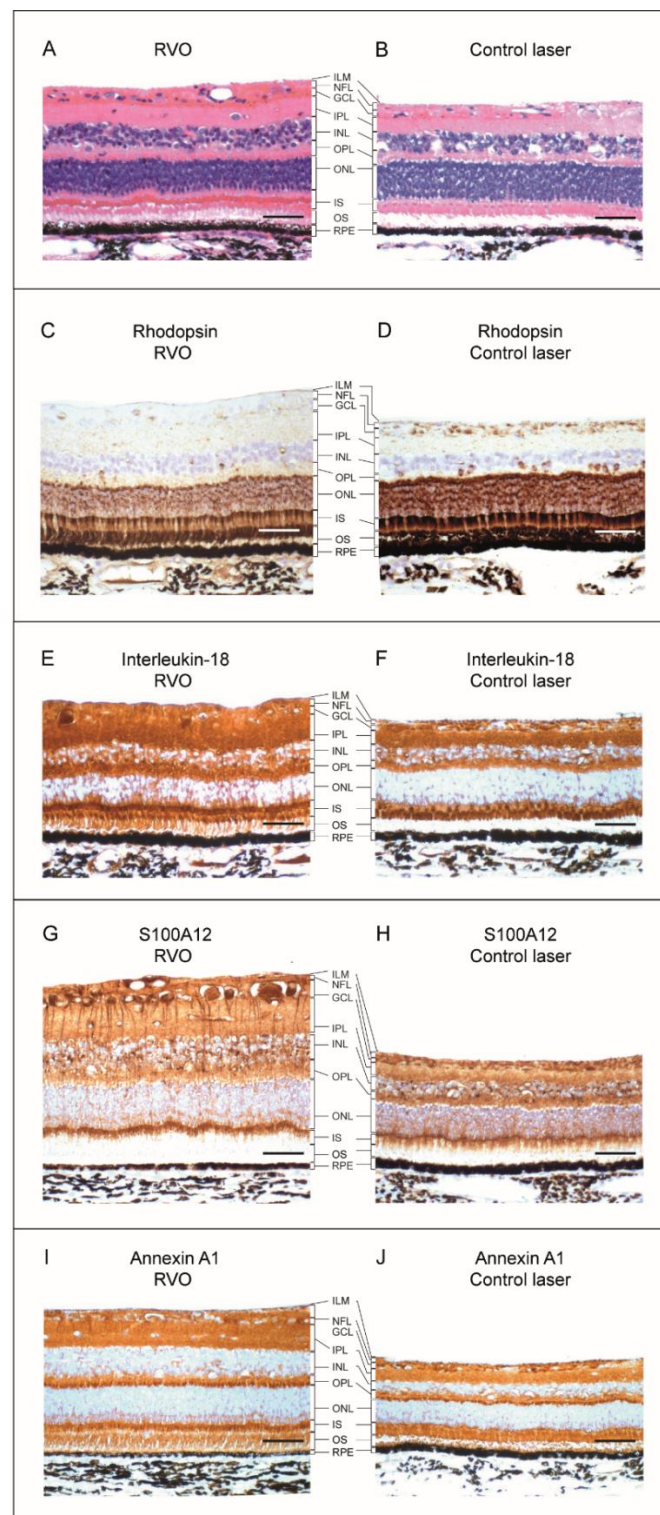 A
RVO
B
Control laser
ILM
NFL
GCL
IPL
INL
OPL
ONL
IS
OS
RPE
C
Rhodopsin
RVO
D
Rhodopsin
Control laser
ILM
NFL
GCL
IPL
INL
OPL
ONL
IS
OS
RPE
E
Interleukin-18
RVO
F
Interleukin-18
Control laser
ILM
NFL
GCL
IPL
INL
OPL
ONL
IS
OS
RPE
G
S100A12
RVO
H
S100A12
Control laser
ILM
NFL
GCL
IPL
INL
OPL
ONL
IS
OS
RPE
I
Annexin A1
RVO
J
Annexin A1
Control laser
ILM
NFL
GCL
IPL
INL
OPL
ONL
IS
OS
RPE